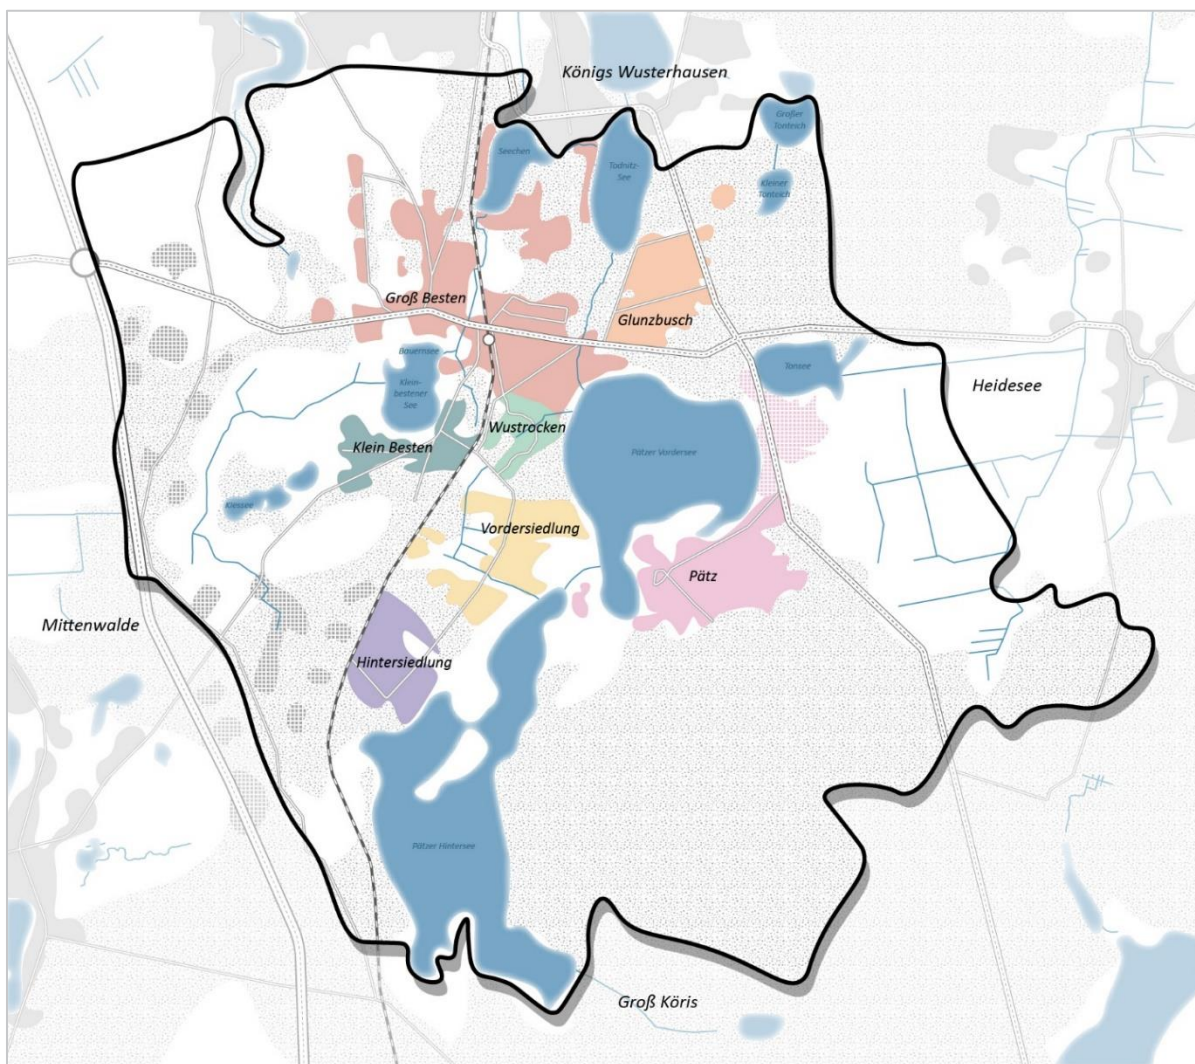 Königs Wusterhausen
Großer
Tonteich
Seechen
Todnitz-
See
Kleiner
Tonteich
Groß Besten
Glunzbusch
Bauernsee
Klein-
bestener
See
Tonsee
Heidesee
Wustrocken
Klein Besten
Pätzer Vordersee
Kiessee
Vordersiedlung
Pätz
Mittenwalde
Hintersiedlung
Pätzer Hintersee
Groß Köris